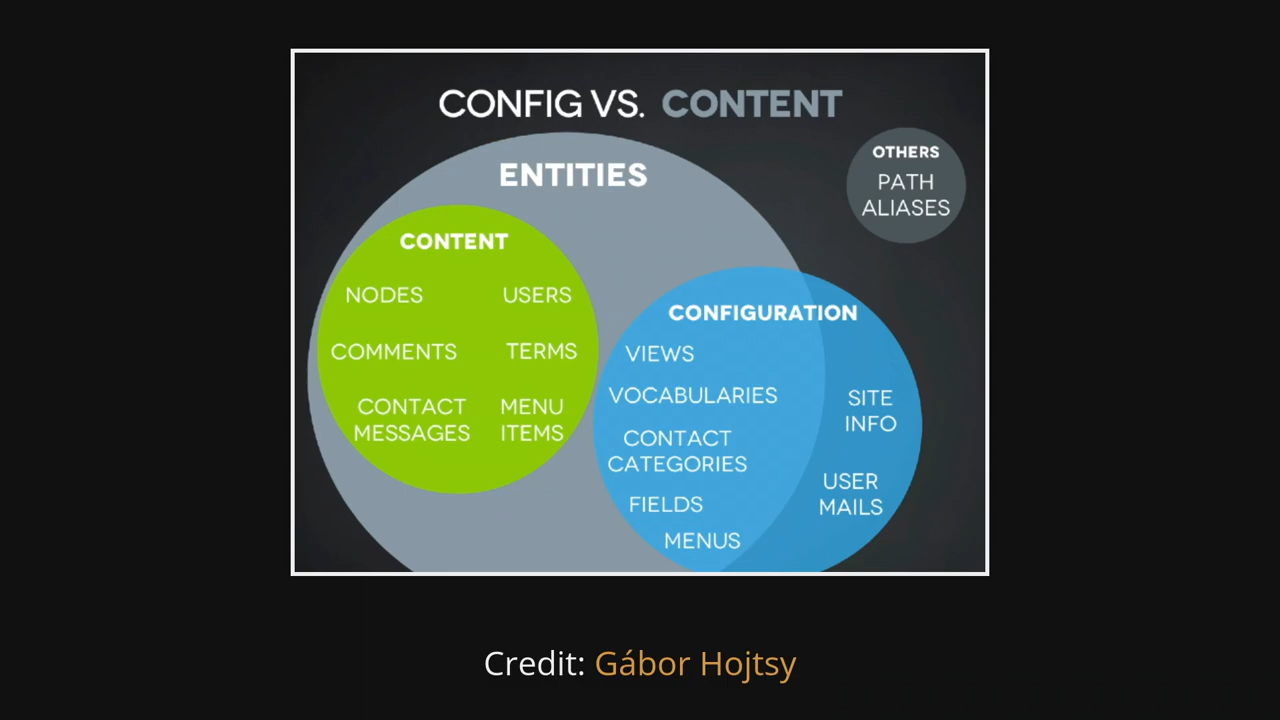 CONFIG VS. CONTENT
OTHERS
PATH
ALIASES
ENTITIES
CONTENT
NODES
USERS
COMMENTS
TERMS
CONTACT
MESSAGES
MENU
ITEMS
CONFIGURATION
VIEWS
VOCABULARIES
CONTACT
CATEGORIES
FIELDS
MENUS
SITE
INFO
USER
MAILS
Credit: Gábor Hojtsy